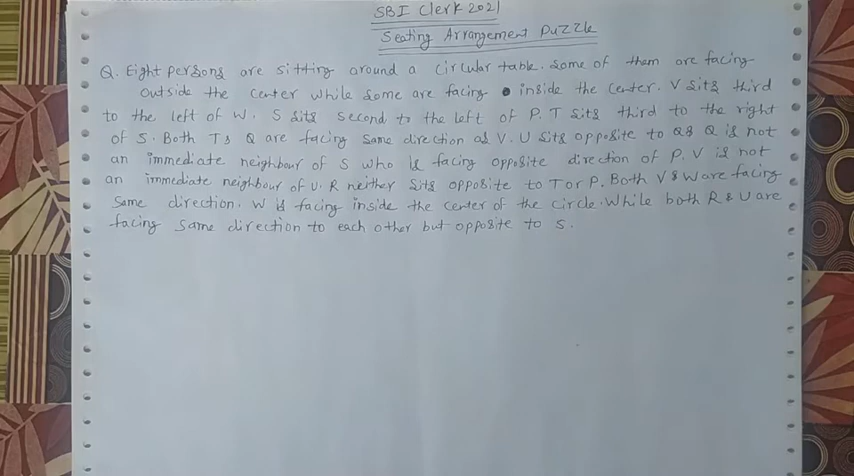 SBI Clerk 2021
Seating Arrangement Puzzle
Q. Eight persons are sitting around a circular table. Some of them are facing
outside the center while some are facing inside the center. V sits third
to the left of W. S sits second to the left of P. T sits third to the right
of S. Both T & Q are facing same direction as V. U sits opposite to Q & Q is not
an immediate neighbour of S who is facing opposite direction of P. V is not
an immediate neighbour of U. R neither sits opposite to T or P. Both V & W are facing
same direction. W is facing inside the center of the circle. While both R & U are
facing same direction to each other but opposite to S.